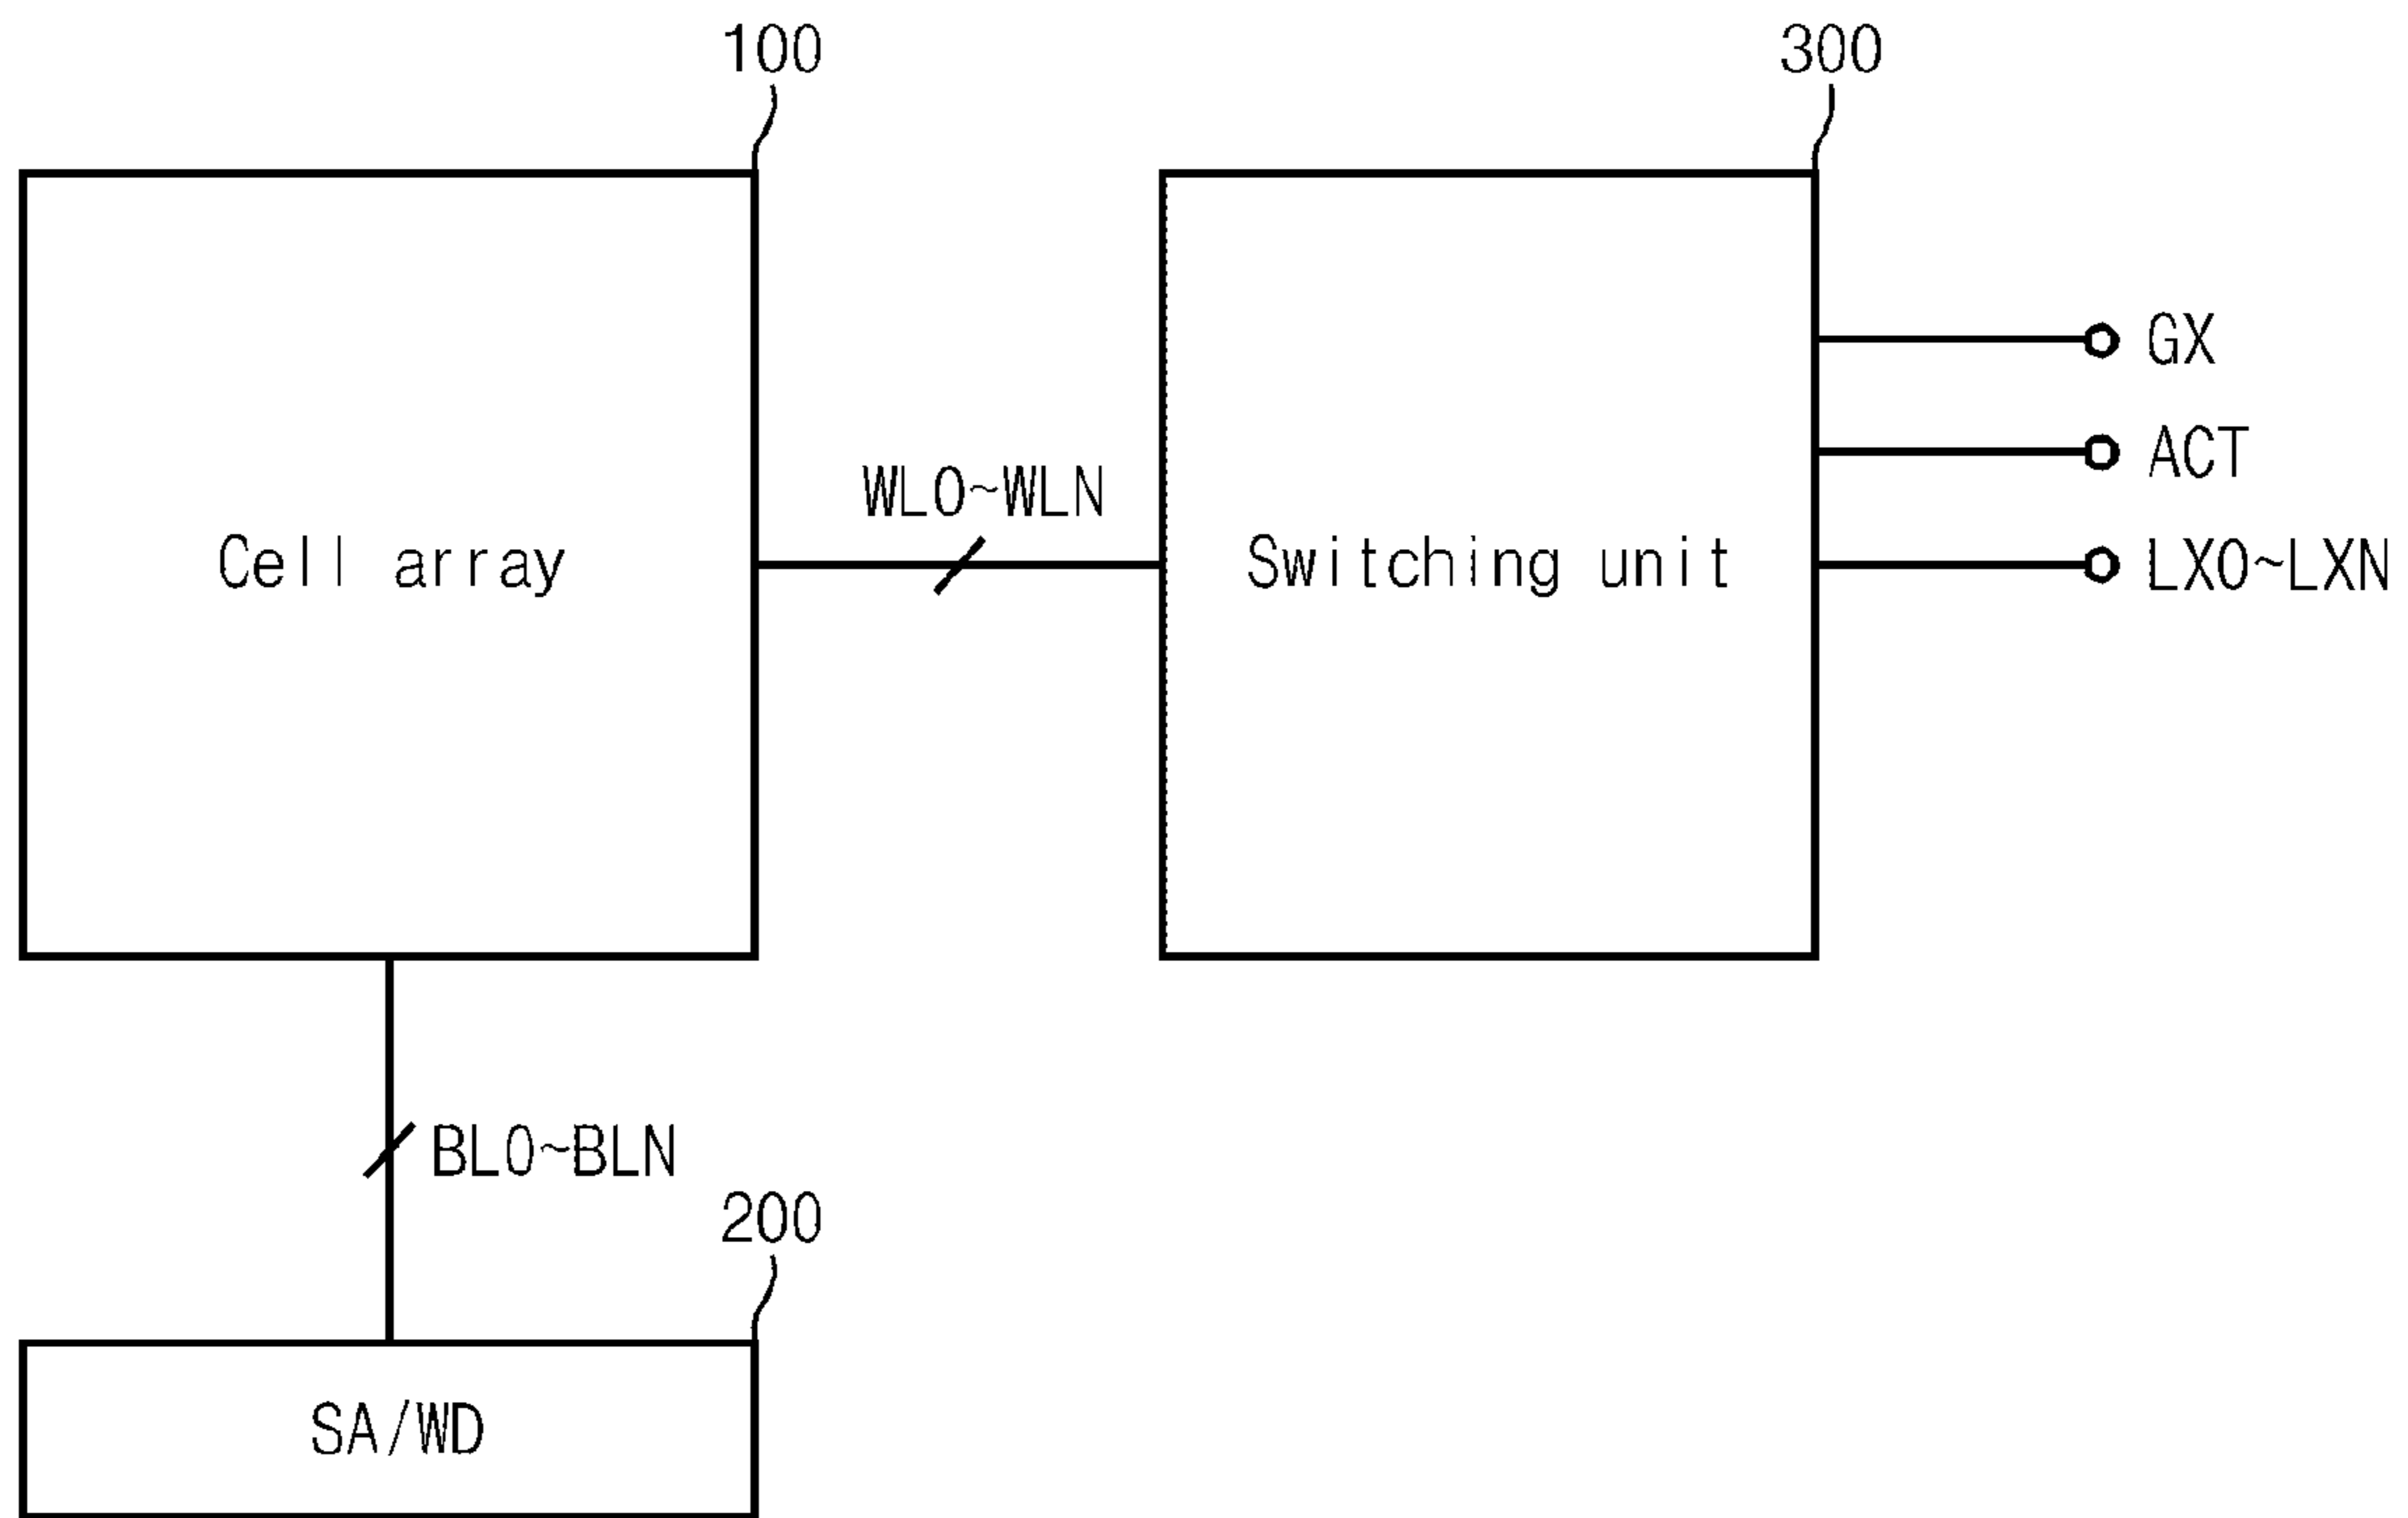 100
300
GX
ACT
WL0~WLN
Cell array
Switching unit
LX0~LXN
BL0~BLN
200
SA/WD